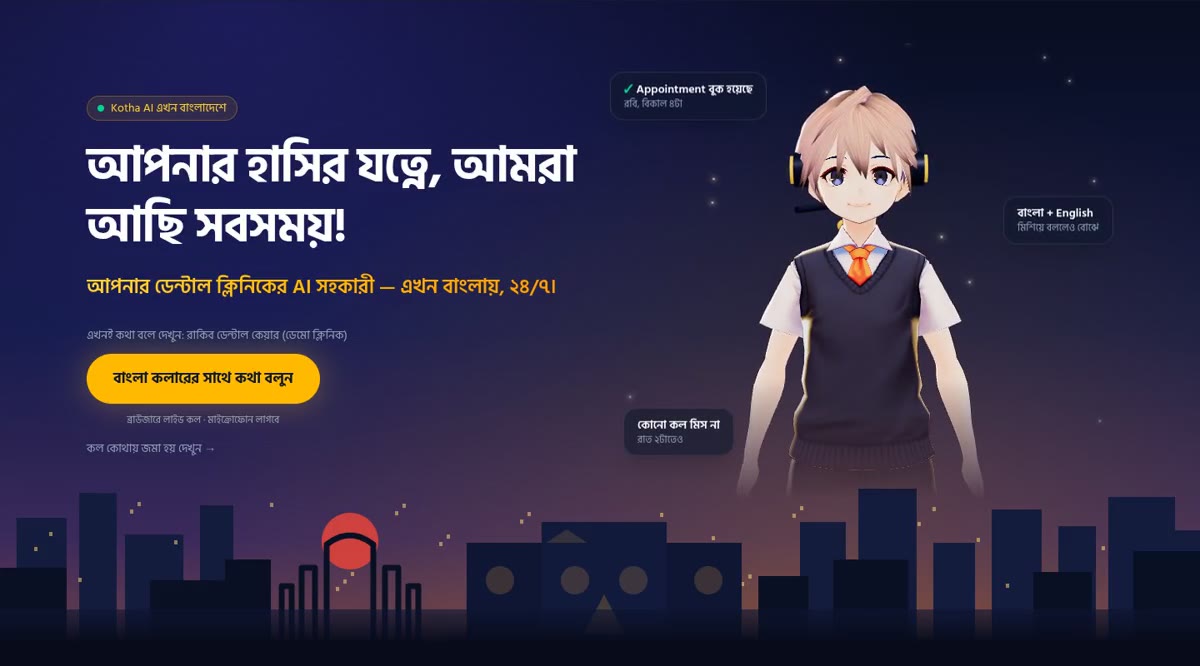 Kotha AI এখন বাংলাদেশে
আপনার হাসির যত্নে, আমরা
আছি সবসময়!
আপনার ডেন্টাল ক্লিনিকের AI সহকারী — এখন বাংলায়, ২৪/৭।
এখনই কথা বলে দেখুন: রাকিব ডেন্টাল কেয়ার (ডেমো ক্লিনিক)
বাংলা কলারের সাথে কথা বলুন
ব্রাউজারে লাইভ কল · মাইক্রোফোন লাগবে
কল কোথায় জমা হয় দেখুন →
✓ Appointment বুক হয়েছে
রবি, বিকাল ৪টা
বাংলা + English
মিশিয়ে বললেও বোঝে
কোনো কল মিস না
রাত ২টাতেও